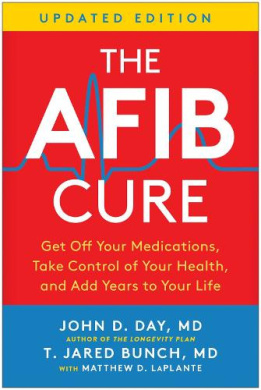 UPDATED EDITION
THE
AFIB
CURE
Get Off Your Medications,
Take Control of Your Health,
and Add Years to Your Life
JOHN D. DAY, MD
AUTHOR OF THE LONGEVITY PLAN
T. JARED BUNCH, MD
WITH MATTHEW D. LAPLANTE